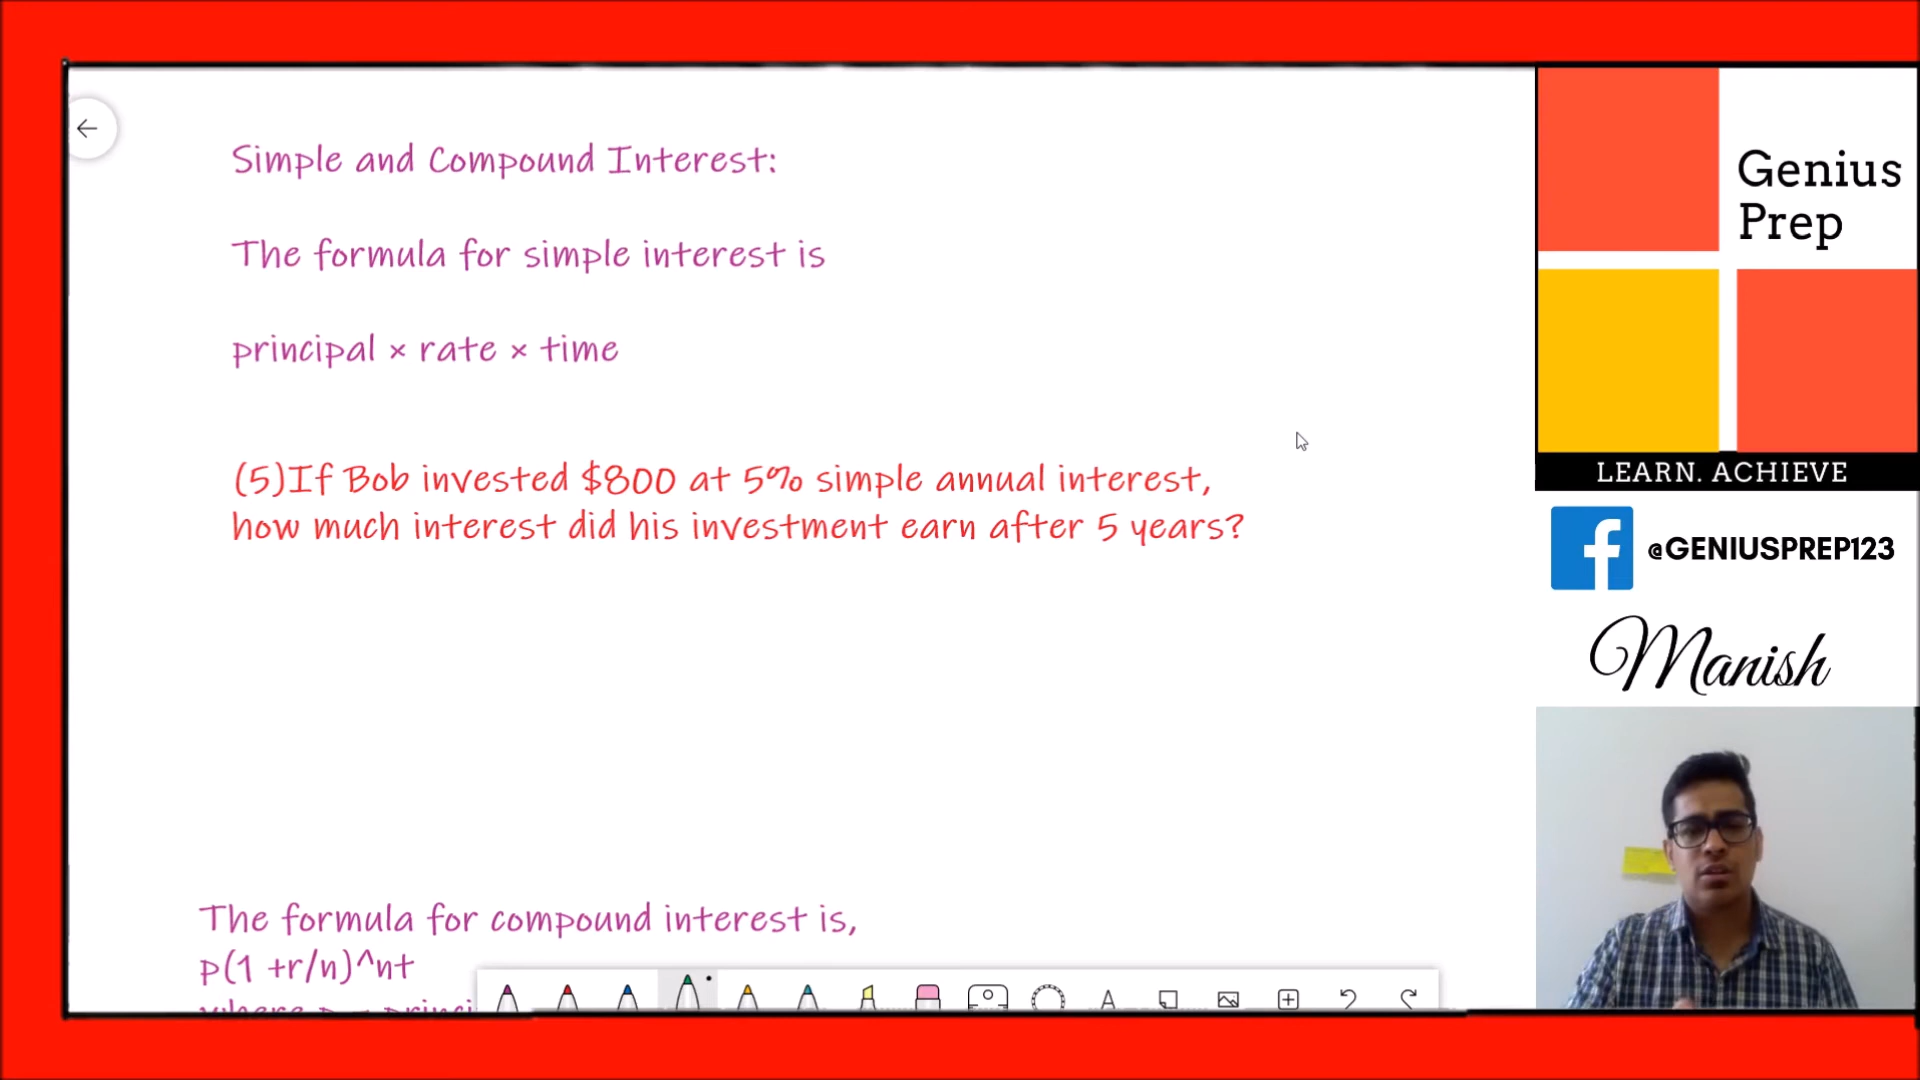 Simple and Compound Interest:
The formula for simple interest is
principal × rate × time
(5)If Bob invested $800 at 5% simple annual interest,
how much interest did his investment earn after 5 years?
The formula for compound interest is,
p(1 +r/n)^nt
Genius
Prep
LEARN. ACHIEVE
@GENIUSPREP123
Manish